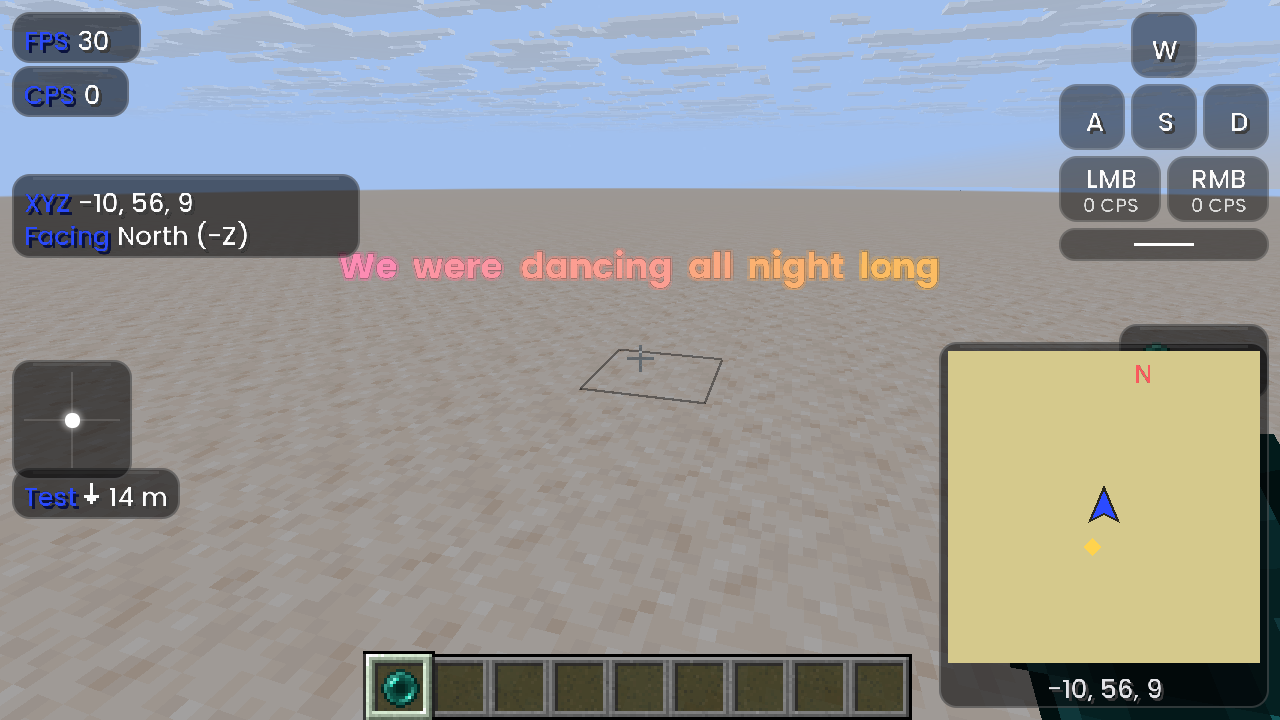 FPS 30
CPS 0
W
A S D
LMB
0 CPS
RMB
0 CPS
XYZ -10, 56, 9
Facing North (-Z)
We were dancing all night long
N
Test 14 m
-10, 56, 9